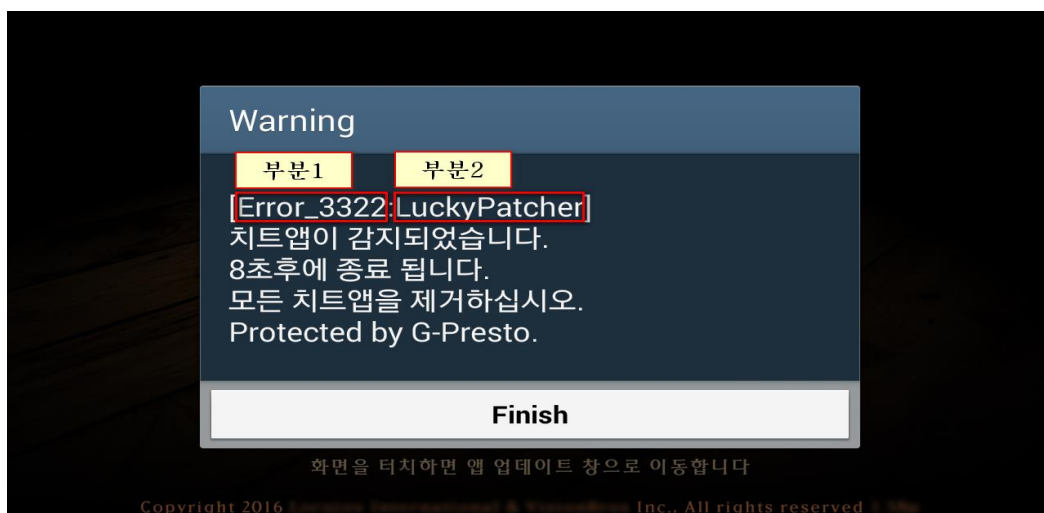 Warning
부분1 부분2
[Error_3322:LuckyPatcher]
치트앱이 감지되었습니다.
8초후에 종료 됩니다.
모든 치트앱을 제거하십시오.
Protected by G-Presto.
Finish
화면을 터치하면 앱 업데이트 창으로 이동합니다
Copyright 2016 Inc., All rights reserved